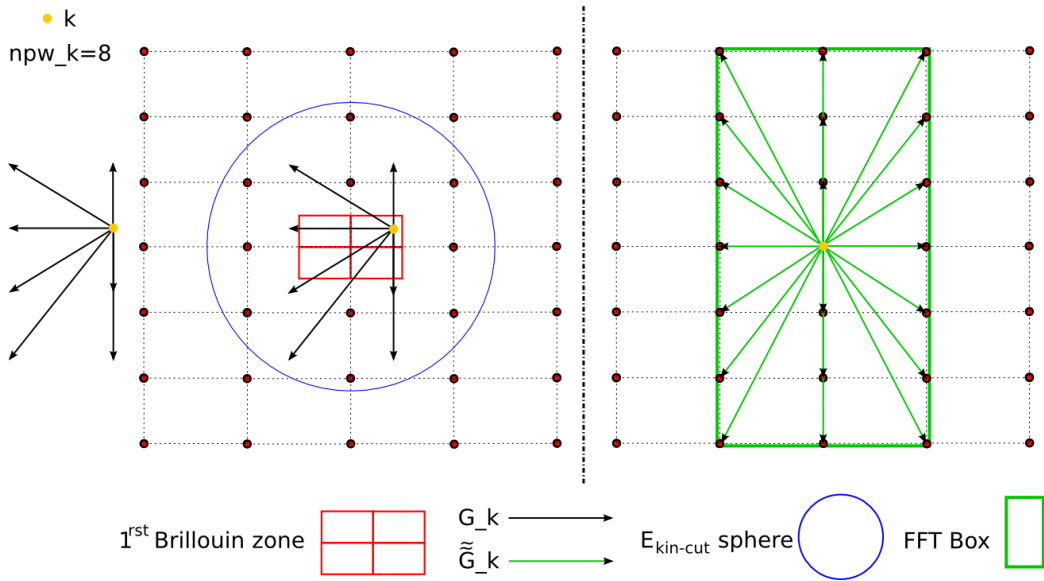 k
npw_k=8
1rst Brillouin zone
G_k
G̃̃_k
Ekin-cut sphere
FFT Box